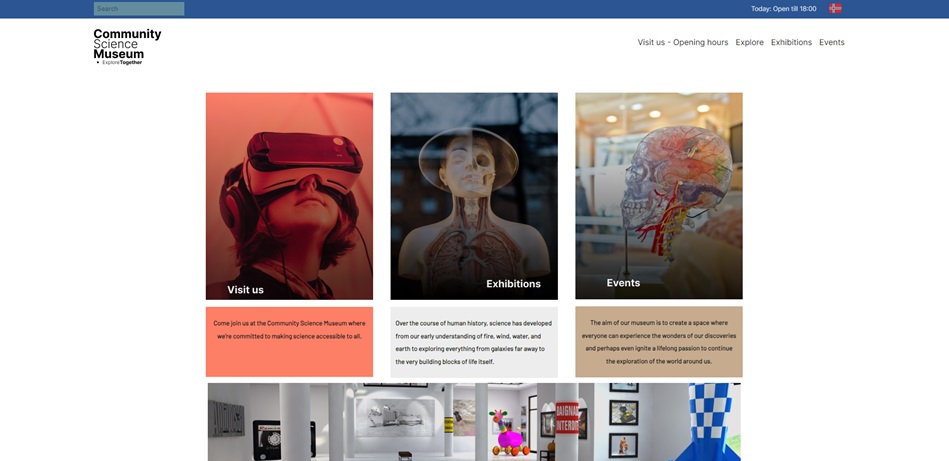 Search
Today: Open till 18:00
Community
Science
Museum
ExploreTogether
Visit us - Opening hours
Explore
Exhibitions
Events
Visit us
Exhibitions
Events
Come join us at the Community Science Museum where
we're committed to making science accessible to all.
Over the course of human history, science has developed
from our early understanding of fire, wind, water, and
earth to exploring everything from galaxies far away to
the very building blocks of life itself.
The aim of our museum is to create a space where
everyone can experience the wonders of our discoveries
and perhaps even ignite a lifelong passion to continue
the exploration of the world around us.
BAIGNAD
INTERDIT